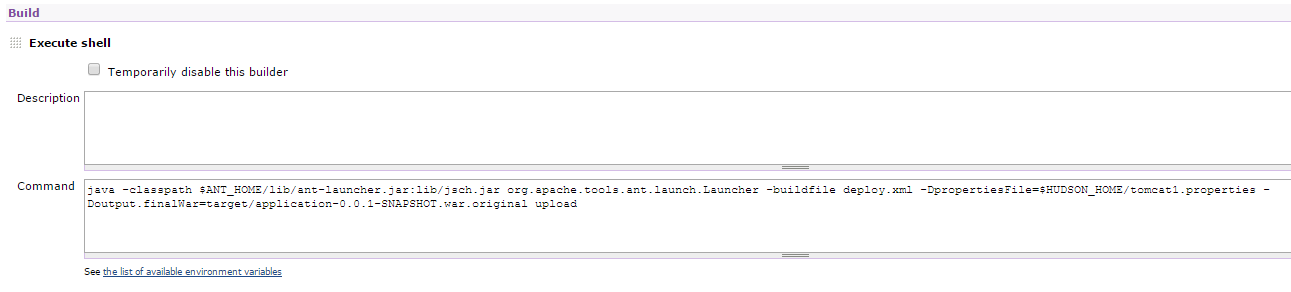 Build
Execute shell
Temporarily disable this builder
Description
Command
java -classpath $ANT_HOME/lib/ant-launcher.jar:lib/jsch.jar org.apache.tools.ant.launch.Launcher -buildfile deploy.xml -DpropertiesFile=$HUDSON_HOME/tomcat1.properties -
Doutput.finalWar=target/application-0.0.1-SNAPSHOT.war.original upload
See the list of available environment variables